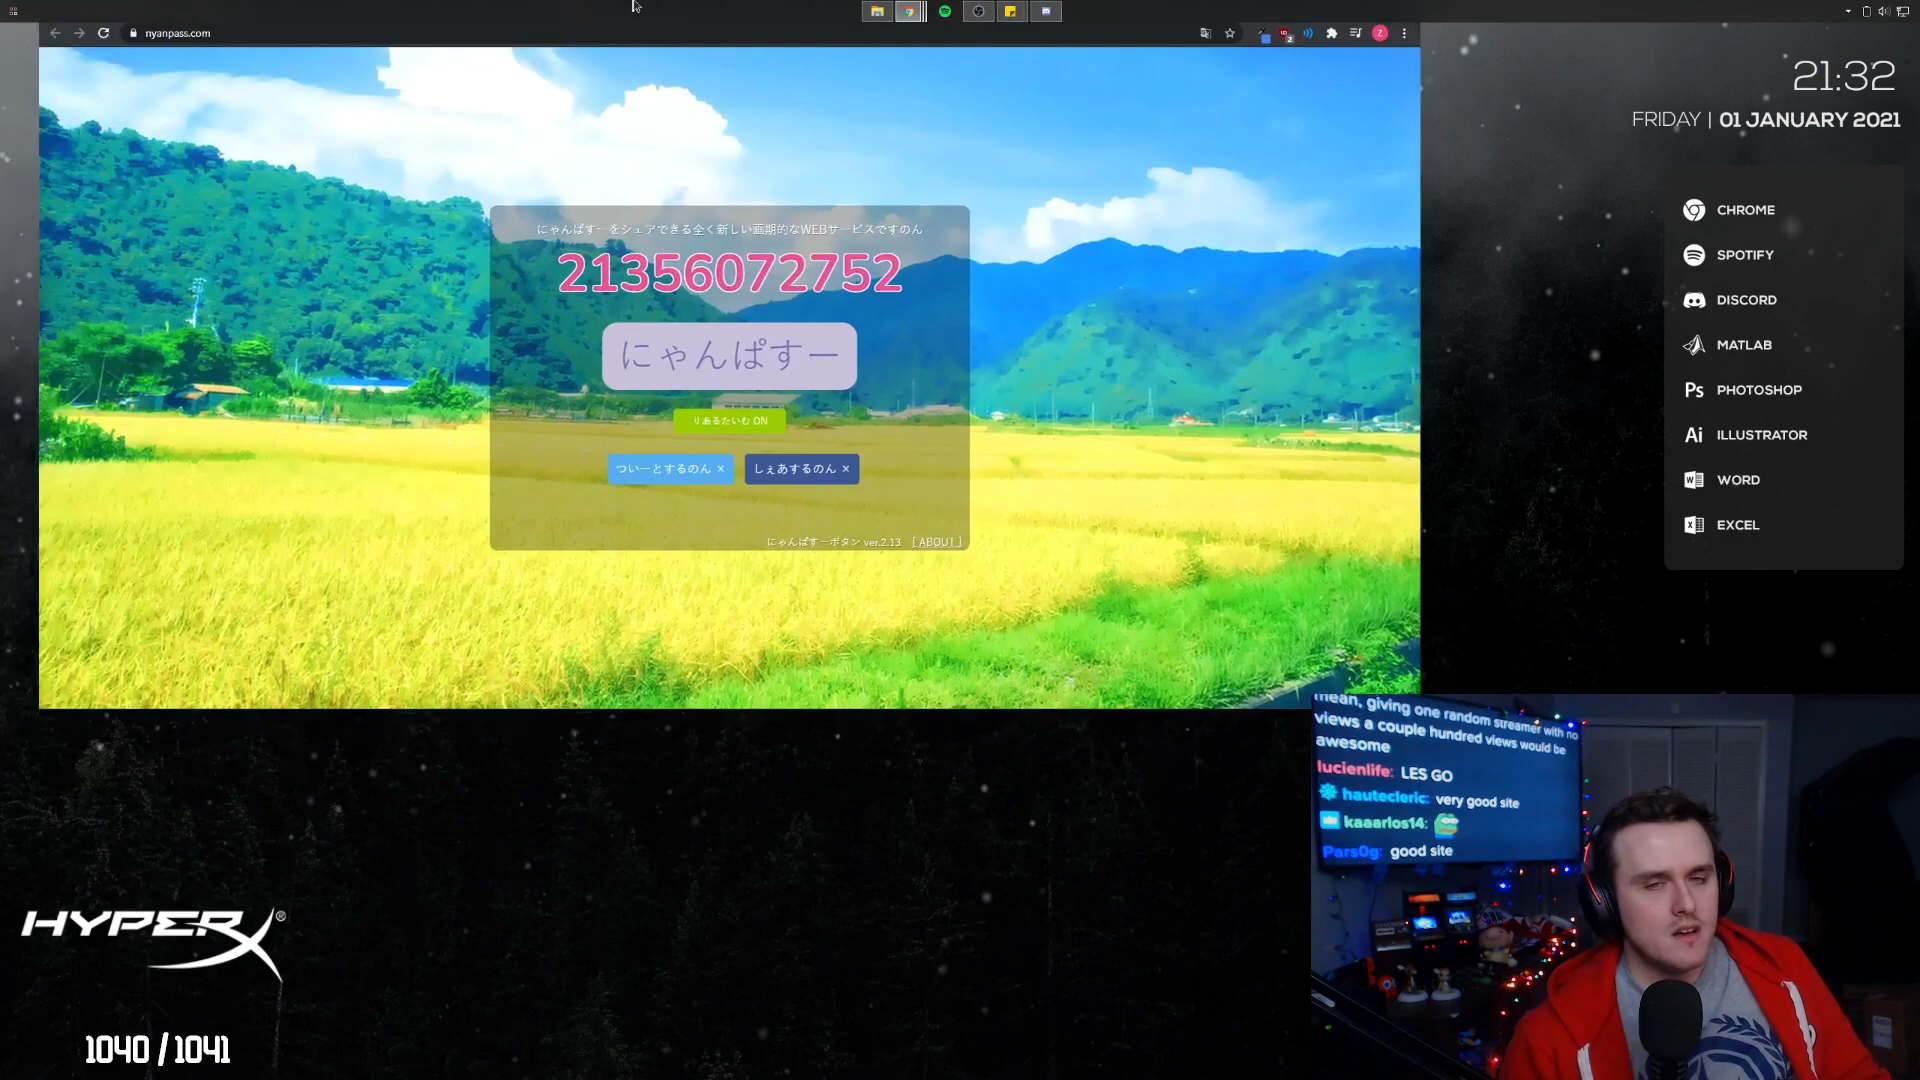 nyanpass.com
21:32
FRIDAY | 01 JANUARY 2021
にゃんぱすーをシェアできる全く新しい画期的なWEBサービスですのん
21356072752
にゃんぱすー
りあるたいむ ON
ついーとするのん ×
しぇあするのん ×
にゃんぱすーボタン ver.2.13 [ ABOUT ]
CHROME
SPOTIFY
DISCORD
MATLAB
Ps PHOTOSHOP
Ai ILLUSTRATOR
WORD
EXCEL
mean, giving one random streamer with no
views a couple hundred views would be
awesome
lucienlife: LES GO
hautecleric: very good site
kaaarlos14:
Pars0g: good site
HYPERX®
1040 / 1041